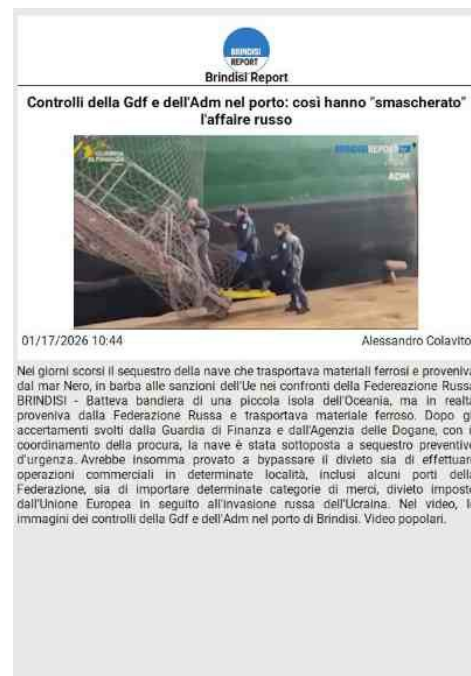 BRINDISI
REPORT
Brindisi Report
Controlli della Gdf e dell'Adm nel porto: così hanno "smascherato"
l'affaire russo
GUARDIA
DI FINANZA
BRINDISI REPORT
ADM
01/17/2026 10:44
Alessandro Colavito
Nei giorni scorsi il sequestro della nave che trasportava materiali ferrosi e proveniva
dal mar Nero, in barba alle sanzioni dell'Ue nei confronti della Federeazione Russa
BRINDISI - Batteva bandiera di una piccola isola dell'Oceania, ma in realtà
proveniva dalla Federazione Russa e trasportava materiale ferroso. Dopo gl
accertamenti svolti dalla Guardia di Finanza e dall'Agenzia delle Dogane, con i
coordinamento della procura, la nave è stata sottoposta a sequestro preventivo
d'urgenza. Avrebbe insomma provato a bypassare il divieto sia di effettuare
operazioni commerciali in determinate località, inclusi alcuni porti della
Federazione, sia di importare determinate categorie di merci, divieto imposto
dall'Unione Europea in seguito all'invasione russa dell'Ucraina. Nel video, l
immagini dei controlli della Gdf e dell'Adm nel porto di Brindisi. Video popolari.